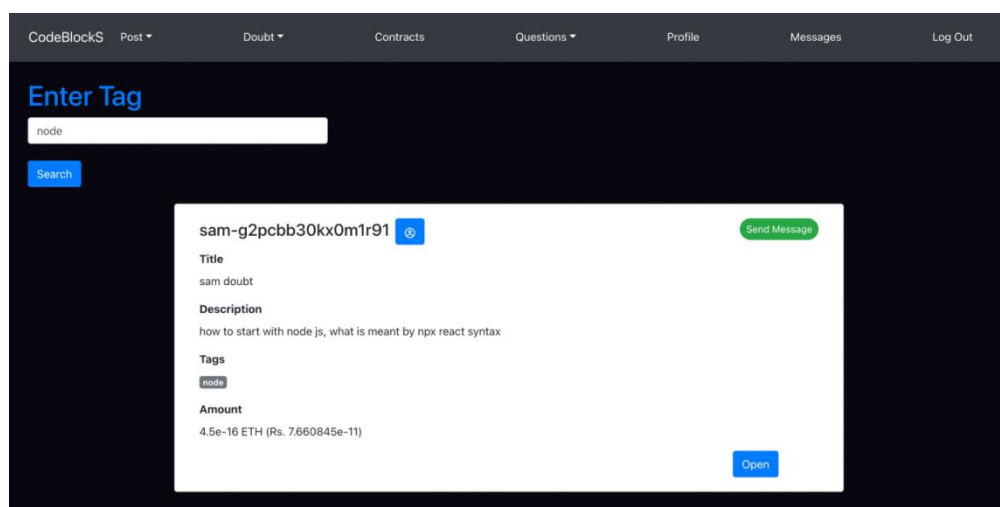 CodeBlockS Post Doubt Contracts Questions Profile Messages Log Out
Enter Tag
node
Search
sam-g2pcbb30kx0m1r91
Send Message
Title
sam doubt
Description
how to start with node js, what is meant by npx react syntax
Tags
node
Amount
4.5e-16 ETH (Rs. 7.660845e-11)
Open